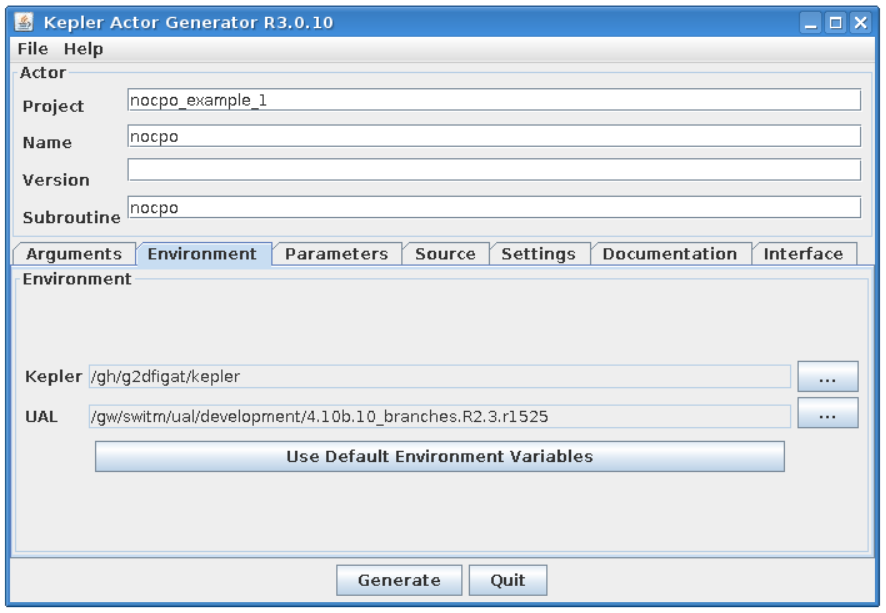 Kepler Actor Generator R3.0.10
File Help
Actor
Project nocpo_example_1
Name nocpo
Version
Subroutine nocpo
Arguments Environment Parameters Source Settings Documentation Interface
Environment
Kepler /gh/g2dfigat/kepler ...
UAL /gw/switm/ual/development/4.10b.10_branches.R2.3.r1525 ...
Use Default Environment Variables
Generate Quit